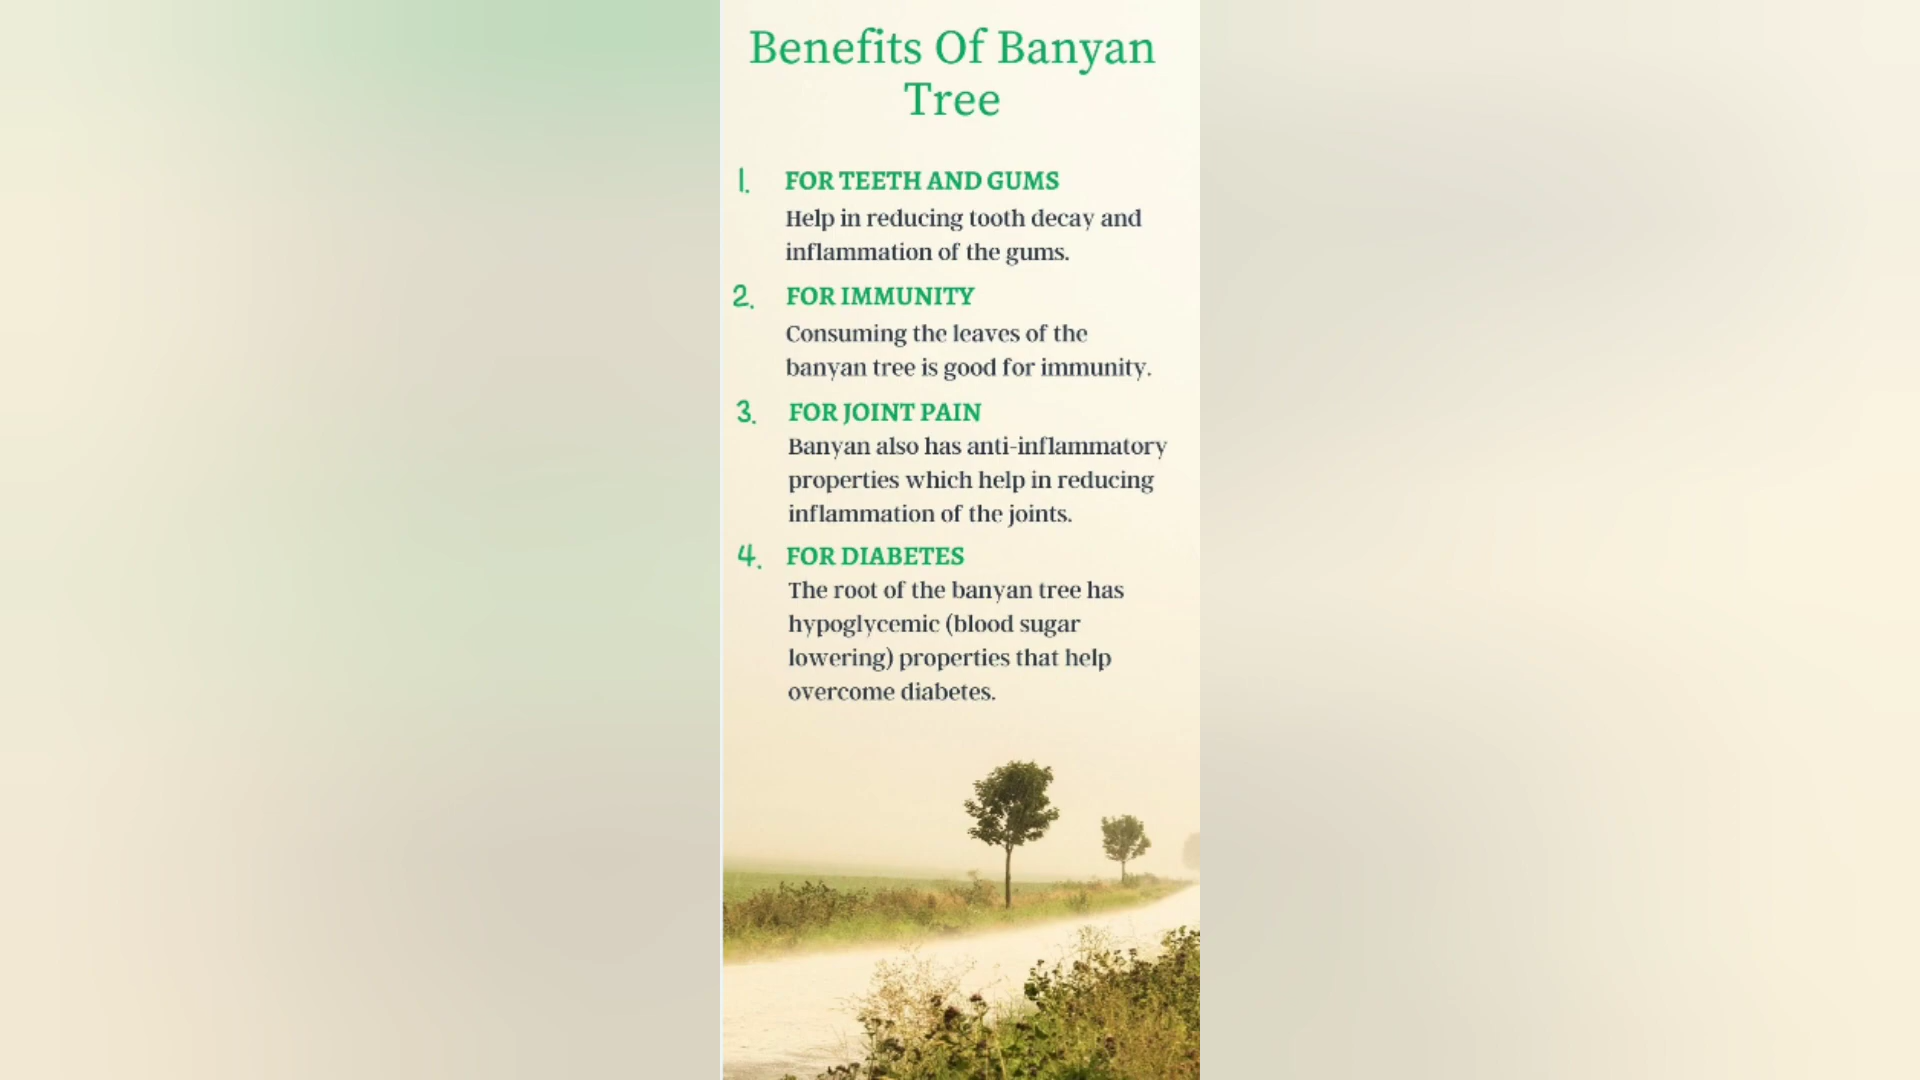 Benefits Of Banyan
Tree
1. FOR TEETH AND GUMS
Help in reducing tooth decay and
inflammation of the gums.
2. FOR IMMUNITY
Consuming the leaves of the
banyan tree is good for immunity.
3. FOR JOINT PAIN
Banyan also has anti-inflammatory
properties which help in reducing
inflammation of the joints.
4. FOR DIABETES
The root of the banyan tree has
hypoglycemic (blood sugar
lowering) properties that help
overcome diabetes.